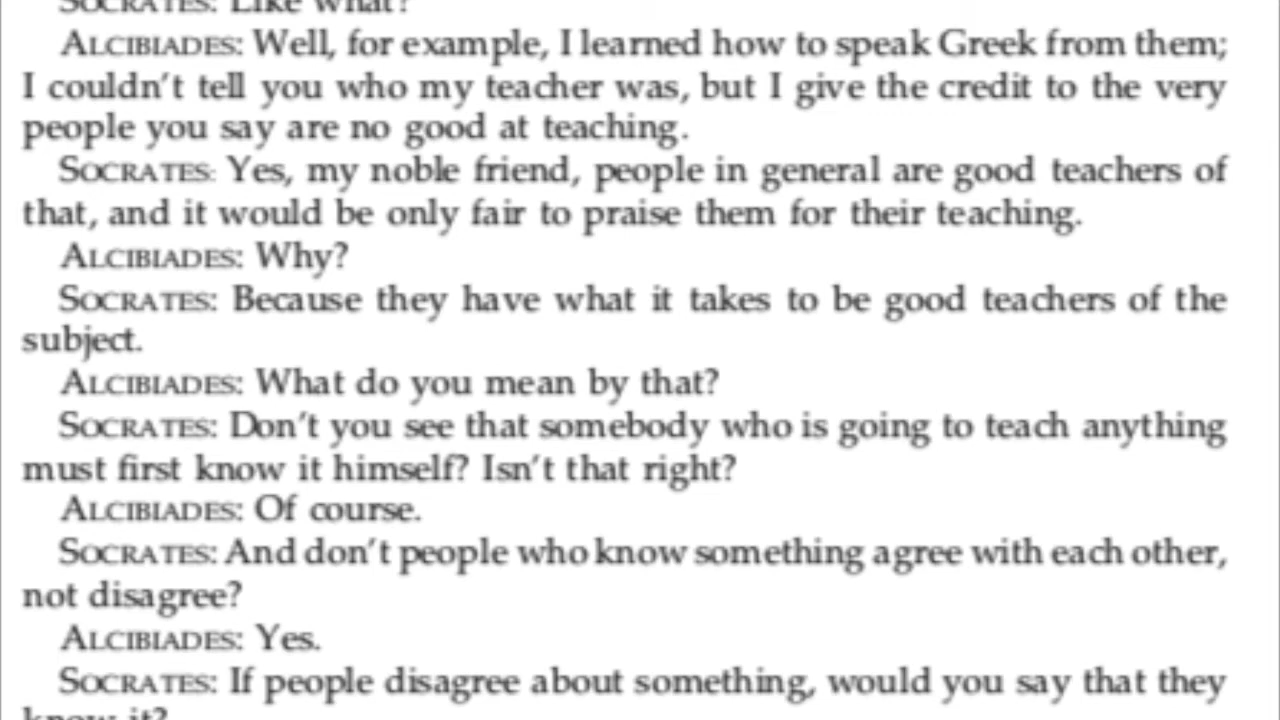 SOCRATES: Like what?
ALCIBIADES: Well, for example, I learned how to speak Greek from them;
I couldn't tell you who my teacher was, but I give the credit to the very
people you say are no good at teaching.
SOCRATES: Yes, my noble friend, people in general are good teachers of
that, and it would be only fair to praise them for their teaching.
ALCIBIADES: Why?
SOCRATES: Because they have what it takes to be good teachers of the
subject.
ALCIBIADES: What do you mean by that?
SOCRATES: Don't you see that somebody who is going to teach anything
must first know it himself? Isn't that right?
ALCIBIADES: Of course.
SOCRATES: And don't people who know something agree with each other,
not disagree?
ALCIBIADES: Yes.
SOCRATES: If people disagree about something, would you say that they
know it?